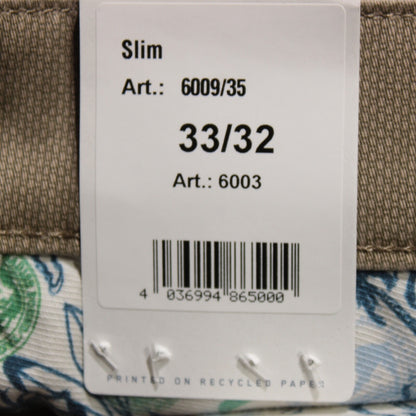 Slim
Art.: 6009/35
33/32
Art.: 6003
4 036994 865000
PRINTED ON RECYCLED PAPER